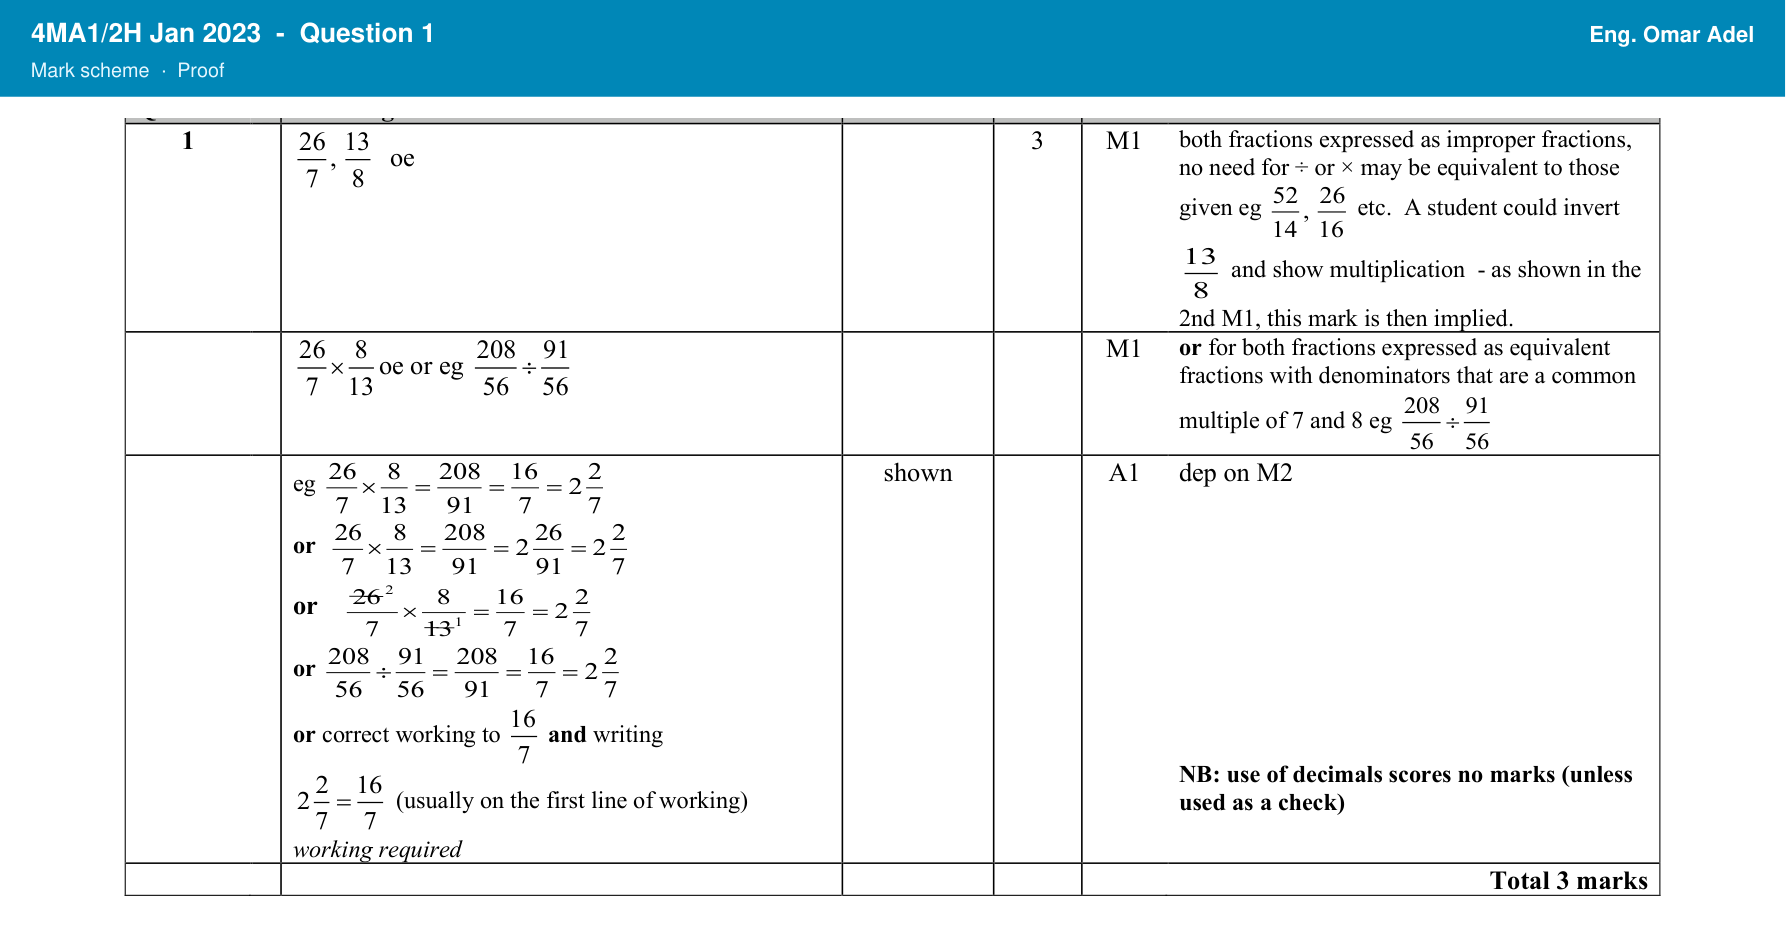 4MA1/2H Jan 2023 - Question 1
Eng. Omar Adel
Mark scheme · Proof
1
26/7, 13/8 oe
3
M1
both fractions expressed as improper fractions,
no need for ÷ or × may be equivalent to those
given eg 52/14, 26/16 etc. A student could invert
13/8 and show multiplication - as shown in the
2nd M1, this mark is then implied.
26/7 × 8/13 oe or eg 208/56 ÷ 91/56
M1
or for both fractions expressed as equivalent
fractions with denominators that are a common
multiple of 7 and 8 eg 208/56 ÷ 91/56
eg 26/7 × 8/13 = 208/91 = 16/7 = 2 2/7
or 26/7 × 8/13 = 208/91 = 2 26/91 = 2 2/7
or 26 2/7 × 8/13 1 = 16/7 = 2 2/7
or 208/56 ÷ 91/56 = 208/91 = 16/7 = 2 2/7
or correct working to 16/7 and writing
2 2/7 = 16/7 (usually on the first line of working)
working required
shown
A1
dep on M2
NB: use of decimals scores no marks (unless
used as a check)
Total 3 marks